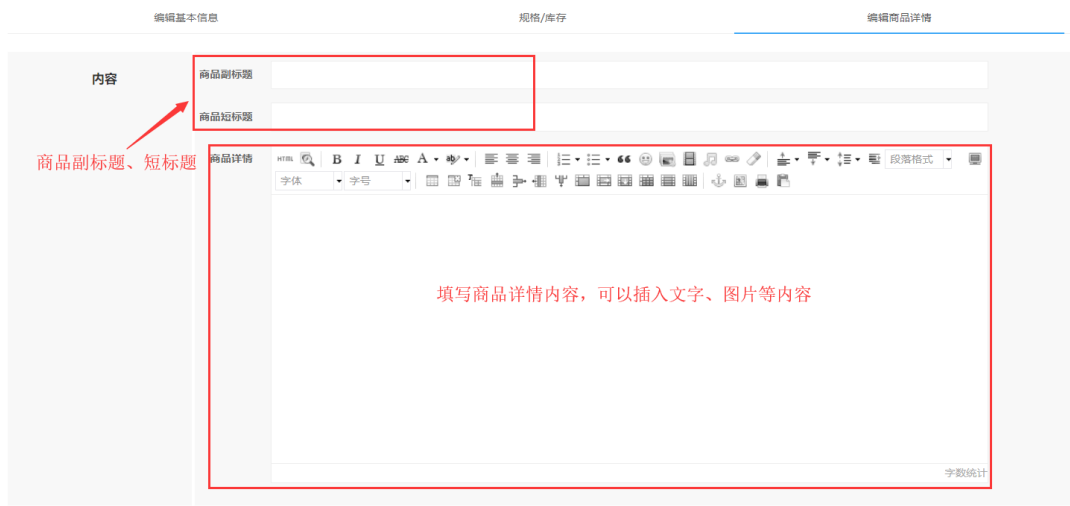 编辑基本信息
规格/库存
编辑商品详情
内容
商品副标题
商品短标题
商品副标题、短标题
商品详情
HTML B I U ABC A ab 段落格式
字体 字号 T
填写商品详情内容，可以插入文字、图片等内容
字数统计